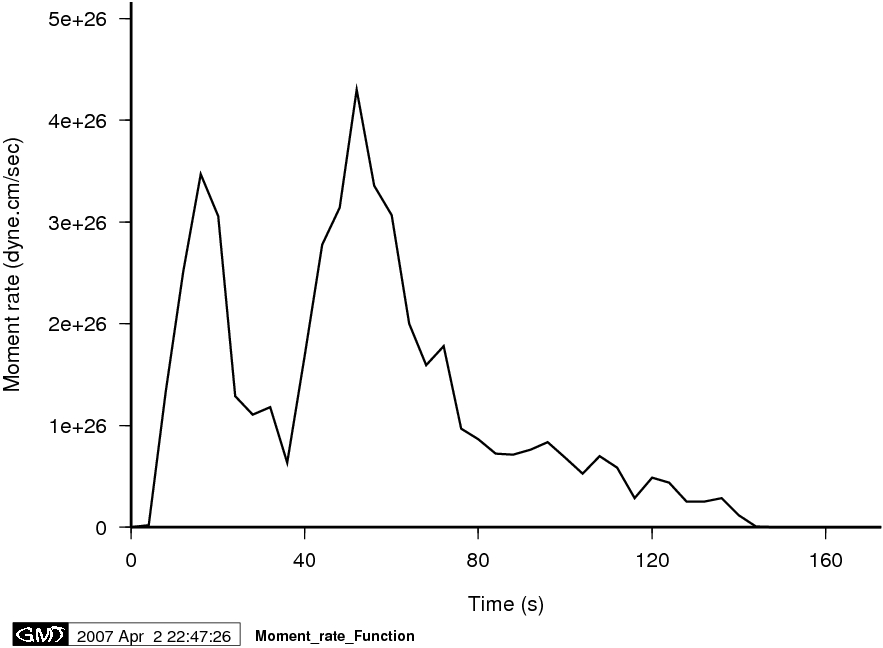 5e+26
4e+26
3e+26
2e+26
1e+26
0
Moment rate (dyne.cm/sec)
0 40 80 120 160
Time (s)
GMT 2007 Apr  2 22:47:26 Moment_rate_Function